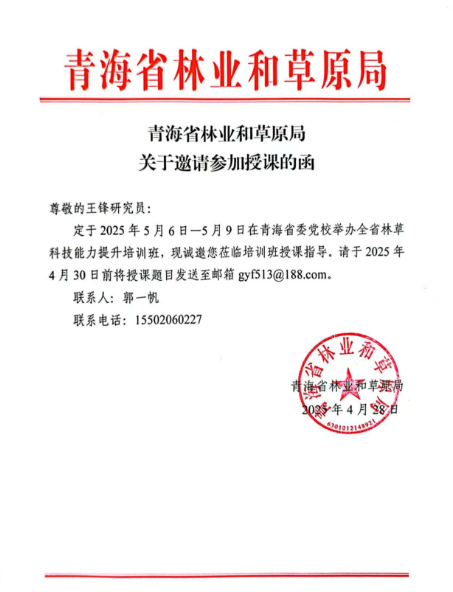 青海省林业和草原局
青海省林业和草原局
关于邀请参加授课的函
尊敬的王锋研究员：
定于 2025 年 5 月 6 日—5 月 9 日在青海省委党校举办全省林草
科技能力提升培训班，现诚邀您莅临培训班授课指导。请于 2025 年
4 月 30 日前将授课题目发送至邮箱 gyf513@188.com。
联系人：郭一帆
联系电话：15502060227
青海省林业和草原局
青海省林业和草原局
2025 年 4 月 28 日
6301012148921